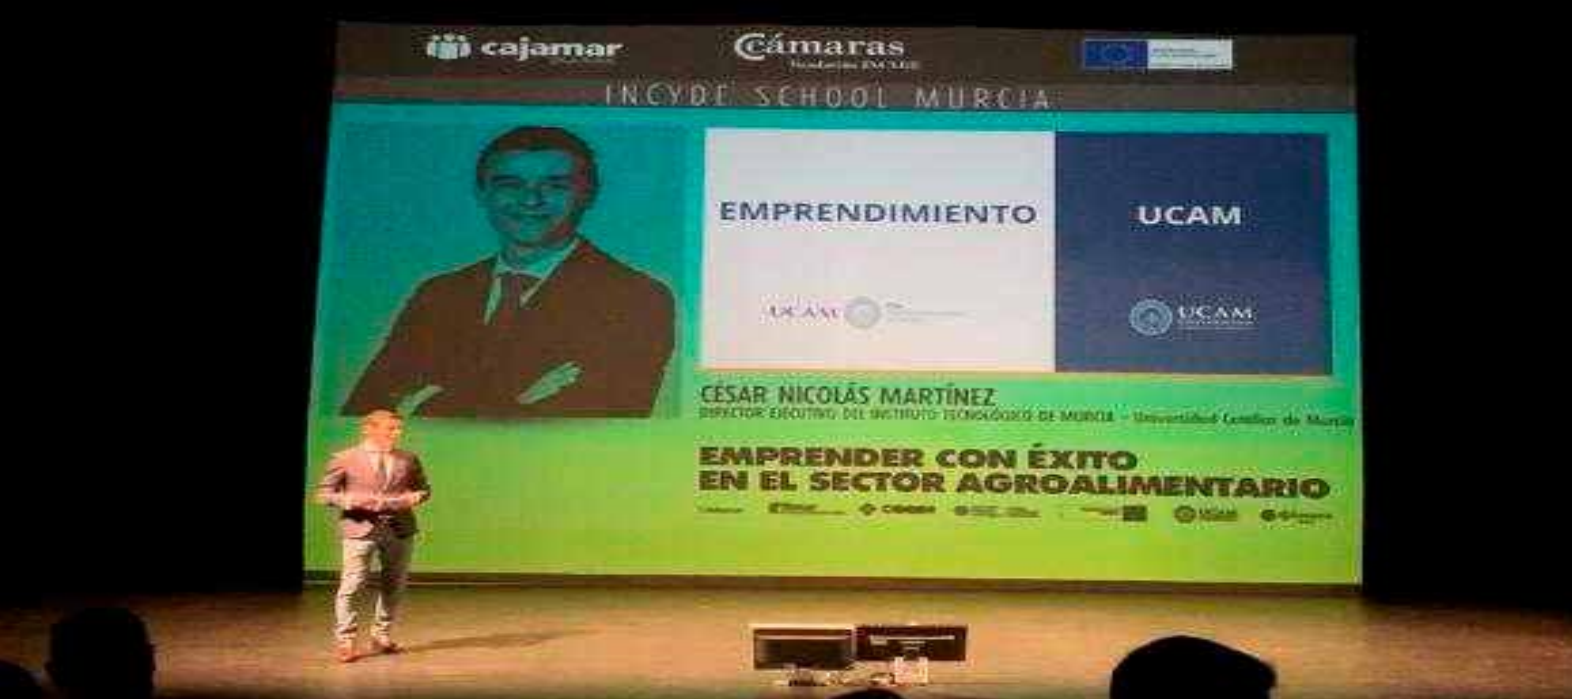 cajamar
Cámaras
INCYDE SCHOOL MURCIA
EMPRENDIMIENTO
UCAM
UCAM
UCAM
CÉSAR NICOLÁS MARTÍNEZ
DIRECTOR EJECUTIVO DEL INSTITUTO TECNOLÓGICO DE MURCIA - Universidad Católica de Murcia
EMPRENDER CON ÉXITO
EN EL SECTOR AGROALIMENTARIO
UCAM
Cámara